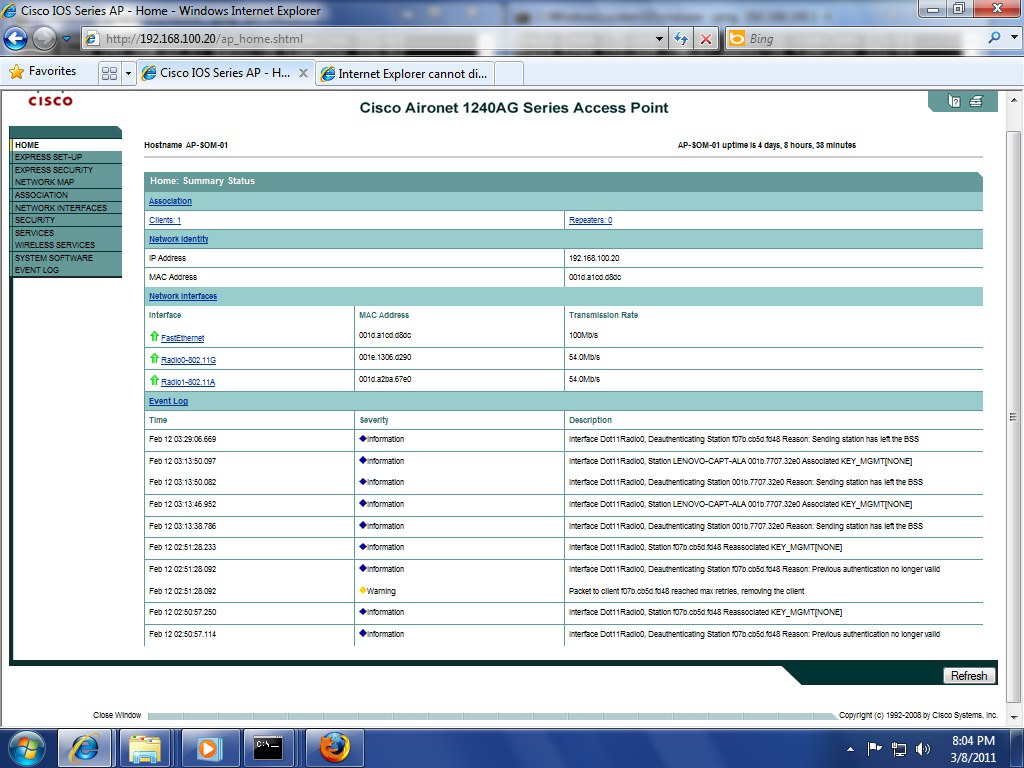 Cisco IOS Series AP - Home - Windows Internet Explorer
http://192.168.100.20/ap_home.shtml
Bing
Favorites
Cisco IOS Series AP - H...
Internet Explorer cannot di...
CISCO
Cisco Aironet 1240AG Series Access Point
HOME
EXPRESS SET-UP
EXPRESS SECURITY
NETWORK MAP
ASSOCIATION
NETWORK INTERFACES
SECURITY
SERVICES
WIRELESS SERVICES
SYSTEM SOFTWARE
EVENT LOG
Hostname AP-SOM-01
AP-SOM-01 uptime is 4 days, 8 hours, 38 minutes
Home: Summary Status
Association
Clients: 1 Repeaters: 0
Network Identity
IP Address 192.168.100.20
MAC Address 001d.a1cd.d8dc
Network Interfaces
Interface MAC Address Transmission Rate
FastEthernet 001d.a1cd.d8dc 100Mb/s
Radio0-802.11G 001e.1306.d290 54.0Mb/s
Radio1-802.11A 001d.a2ba.67e0 54.0Mb/s
Event Log
Time Severity Description
Feb 12 03:29:06.669 Information Interface Dot11Radio0, Deauthenticating Station f07b.cb5d.fd48 Reason: Sending station has left the BSS
Feb 12 03:13:50.097 Information Interface Dot11Radio0, Station LENOVO-CAPT-ALA 001b.7707.32e0 Associated KEY_MGMT[NONE]
Feb 12 03:13:50.082 Information Interface Dot11Radio0, Deauthenticating Station 001b.7707.32e0 Reason: Sending station has left the BSS
Feb 12 03:13:46.952 Information Interface Dot11Radio0, Station LENOVO-CAPT-ALA 001b.7707.32e0 Associated KEY_MGMT[NONE]
Feb 12 03:13:38.786 Information Interface Dot11Radio0, Deauthenticating Station 001b.7707.32e0 Reason: Sending station has left the BSS
Feb 12 02:51:28.233 Information Interface Dot11Radio0, Station f07b.cb5d.fd48 Reassociated KEY_MGMT[NONE]
Feb 12 02:51:28.092 Information Interface Dot11Radio0, Deauthenticating Station f07b.cb5d.fd48 Reason: Previous authentication no longer valid
Feb 12 02:51:28.092 Warning Packet to client f07b.cb5d.fd48 reached max retries, removing the client
Feb 12 02:50:57.250 Information Interface Dot11Radio0, Station f07b.cb5d.fd48 Reassociated KEY_MGMT[NONE]
Feb 12 02:50:57.114 Information Interface Dot11Radio0, Deauthenticating Station f07b.cb5d.fd48 Reason: Previous authentication no longer valid
Refresh
Close Window
Copyright (c) 1992-2008 by Cisco Systems, Inc.
8:04 PM
3/8/2011